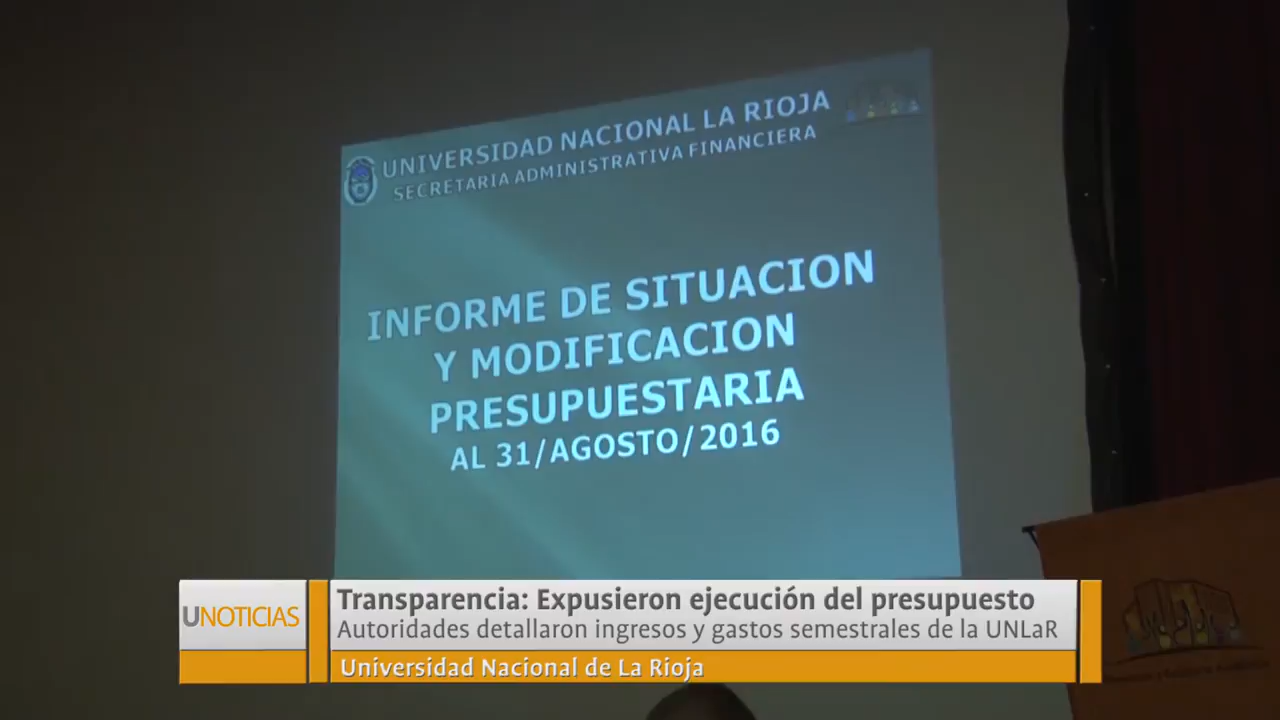 UNIVERSIDAD NACIONAL LA RIOJA
SECRETARIA ADMINISTRATIVA FINANCIERA
INFORME DE SITUACION
Y MODIFICACION
PRESUPUESTARIA
AL 31/AGOSTO/2016
UNOTICIAS
Transparencia: Expusieron ejecución del presupuesto
Autoridades detallaron ingresos y gastos semestrales de la UNLaR
Universidad Nacional de La Rioja